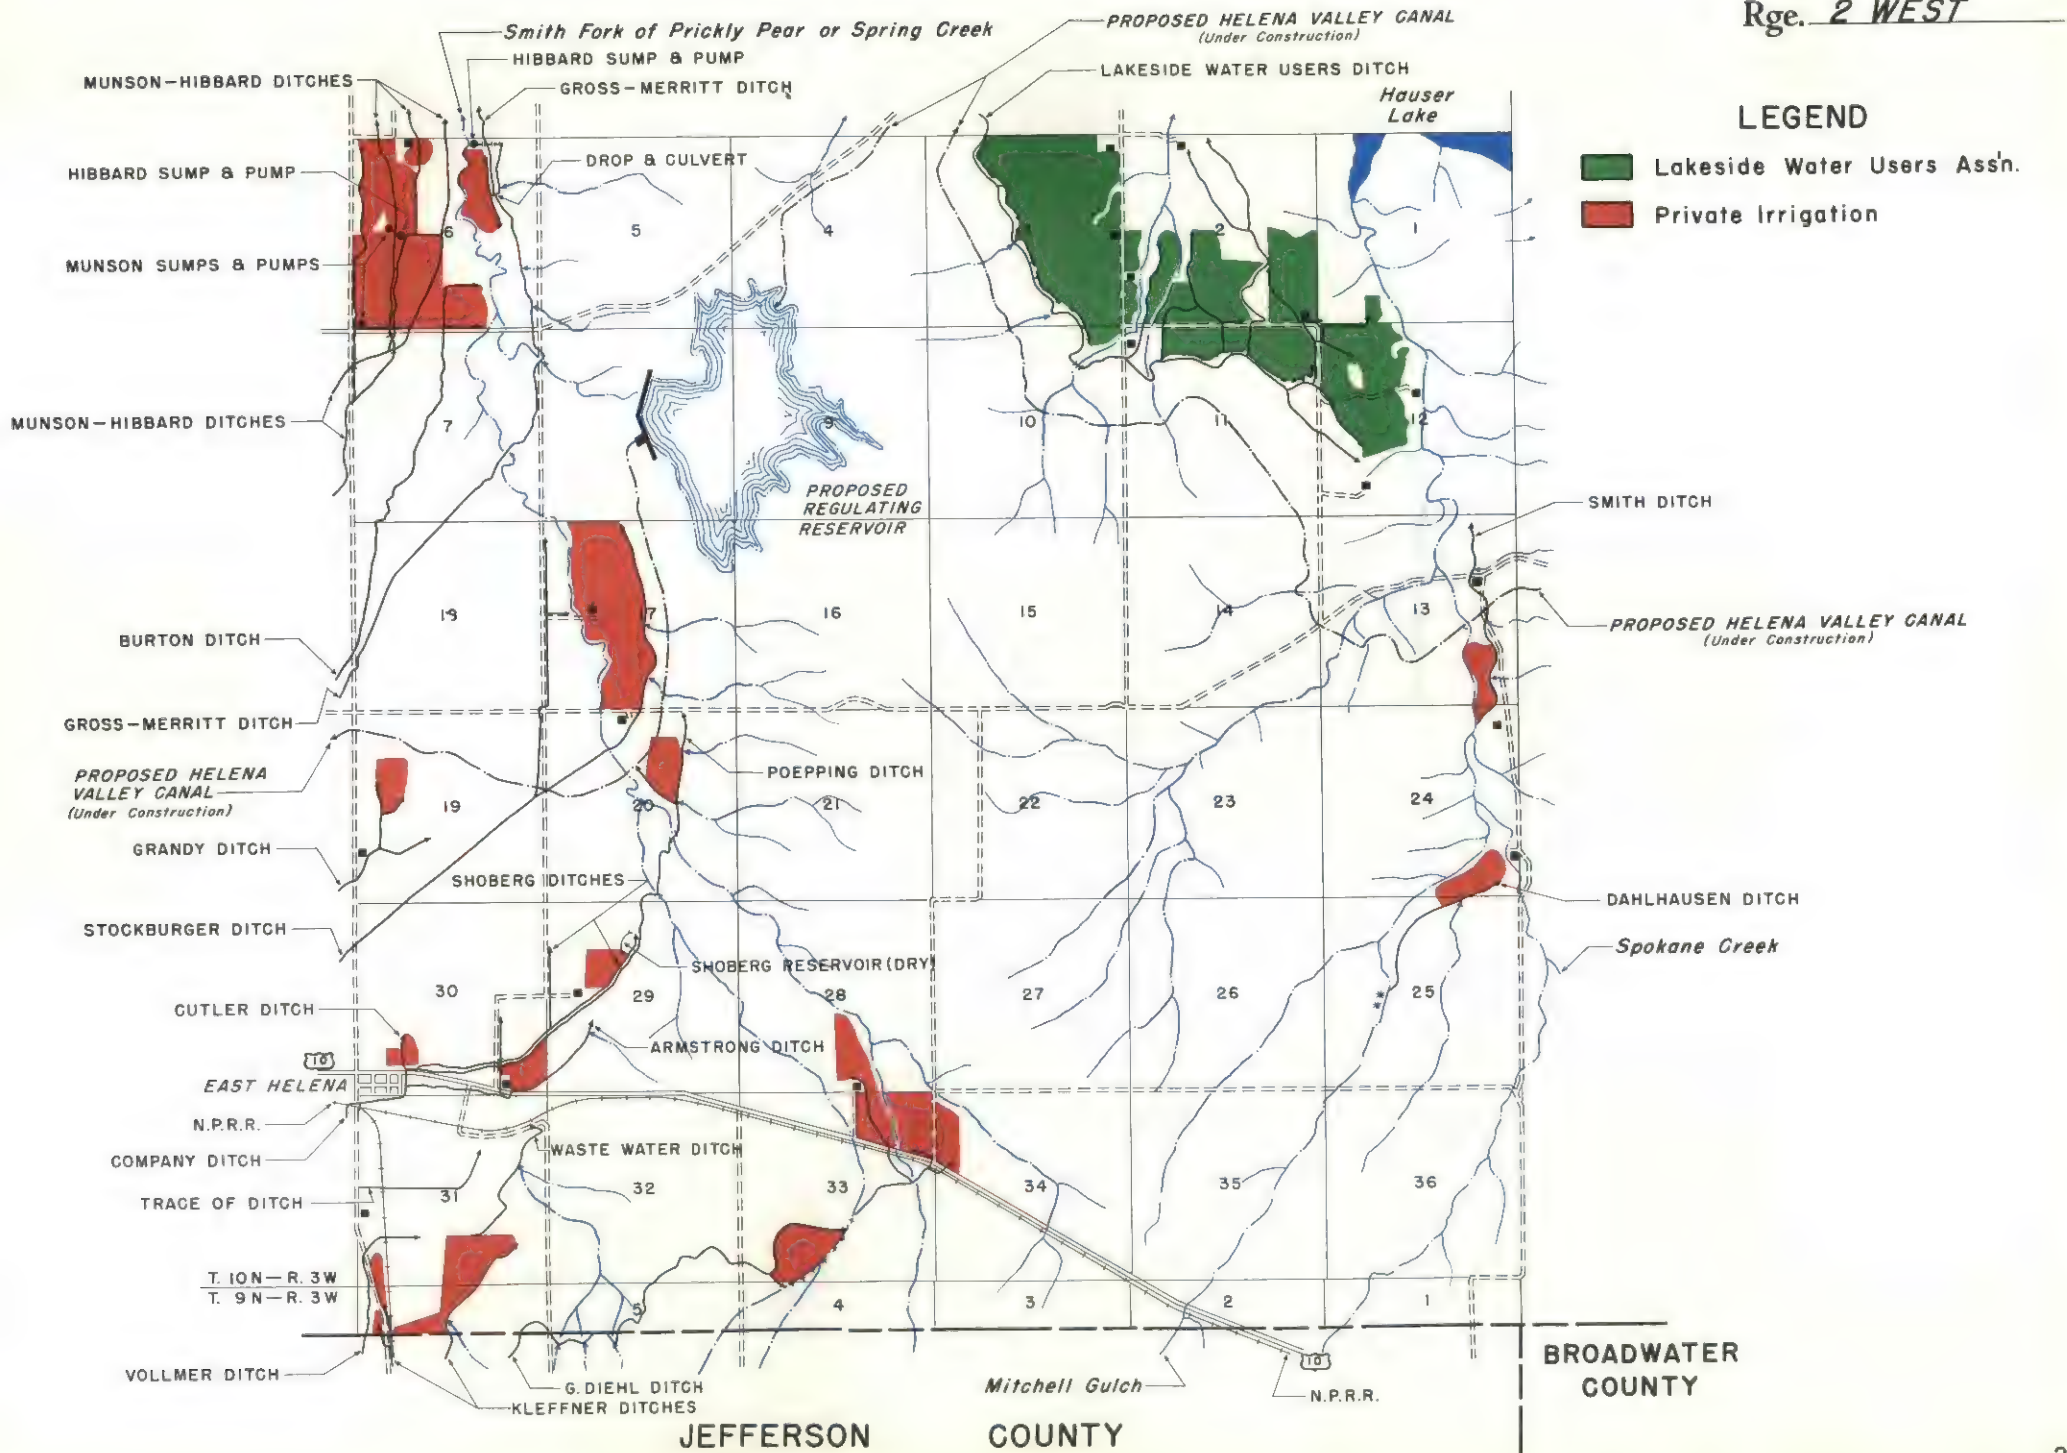 Rge. 2 WEST
Smith Fork of Prickly Pear or Spring Creek
PROPOSED HELENA VALLEY CANAL
(Under Construction)
HIBBARD SUMP & PUMP
MUNSON-HIBBARD DITCHES
GROSS-MERRITT DITCH
LAKESIDE WATER USERS DITCH
Hauser
Lake
LEGEND
Lakeside Water Users Ass'n.
Private Irrigation
DROP & CULVERT
HIBBARD SUMP & PUMP
MUNSON SUMPS & PUMPS
6
5
4
2
1
MUNSON-HIBBARD DITCHES
7
9
10
11
12
PROPOSED
REGULATING
RESERVOIR
SMITH DITCH
18
17
16
15
14
13
BURTON DITCH
PROPOSED HELENA VALLEY CANAL
(Under Construction)
GROSS-MERRITT DITCH
PROPOSED HELENA
VALLEY CANAL
(Under Construction)
POEPPING DITCH
19
20
21
22
23
24
GRANDY DITCH
SHOBERG DITCHES
DAHLHAUSEN DITCH
STOCKBURGER DITCH
Spokane Creek
SHOBERG RESERVOIR (DRY)
30
29
28
27
26
25
CUTLER DITCH
ARMSTRONG DITCH
10
EAST HELENA
N.P.R.R.
WASTE WATER DITCH
COMPANY DITCH
TRACE OF DITCH
31
32
33
34
35
36
T. 10N-R. 3W
T. 9N-R. 3W
5
4
3
2
1
VOLLMER DITCH
G. DIEHL DITCH
KLEFFNER DITCHES
Mitchell Gulch
10
N.P.R.R.
BROADWATER
COUNTY
JEFFERSON COUNTY